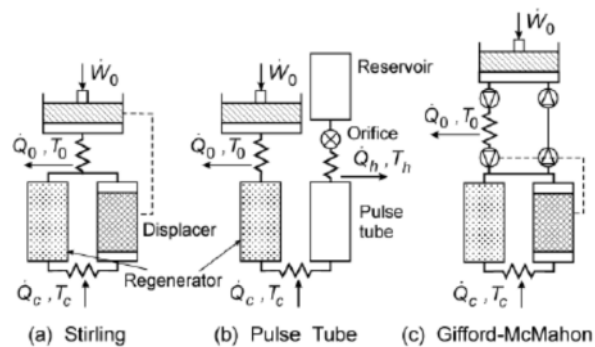 Ẇ₀
Q̇₀ , T₀
Displacer
Regenerator
Q̇c , Tc
(a) Stirling
Ẇ₀
Reservoir
Orifice
Q̇₀ , T₀
Q̇h , Th
Pulse
tube
Q̇c , Tc
(b) Pulse Tube
Ẇ₀
Q̇₀ , T₀
Q̇c , Tc
(c) Gifford-McMahon